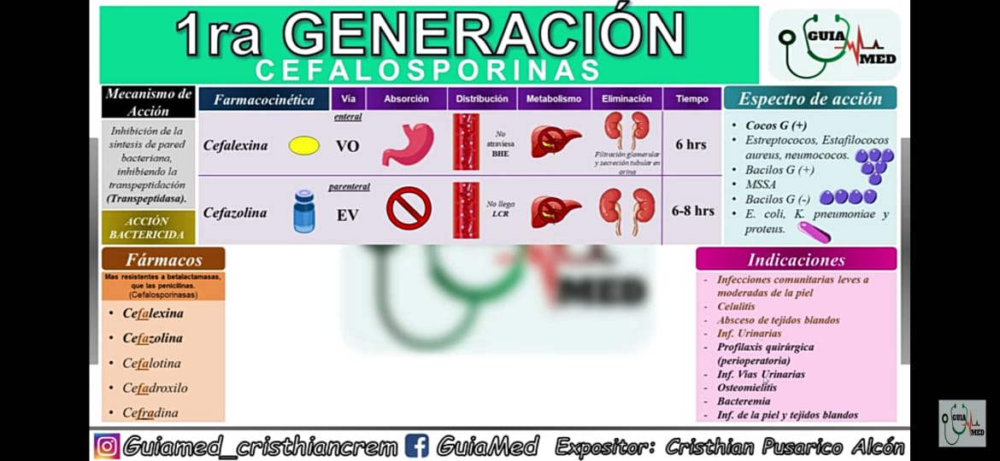 1ra GENERACIÓN
CEFALOSPORINAS
GUIA
MED
Mecanismo de
Acción
Inhibición de la
síntesis de pared
bacteriana,
inhibiendo la
transpeptidación
(Transpeptidasa).
ACCIÓN
BACTERICIDA
Farmacocinética
Vía
Absorción
Distribución
Metabolismo
Eliminación
Tiempo
Cefalexina
enteral
VO
No
atraviesa
BHE
Filtración glomerular
y secreción tubular en
orina
6 hrs
Cefazolina
parenteral
EV
No llega
LCR
6-8 hrs
Espectro de acción
• Cocos G (+)
• Estreptococos, Estafilococos
aureus, neumococos.
• Bacilos G (+)
• MSSA
• Bacilos G (-)
• E. coli, K. pneumoniae y
proteus.
Fármacos
Mas resistentes a betalactamasas,
que las penicilinas.
(Cefalosporinasas)
• Cefalexina
• Cefazolina
• Cefalotina
• Cefadroxilo
• Cefradina
MED
Indicaciones
- Infecciones comunitarias leves a
moderadas de la piel
- Celulitis
- Absceso de tejidos blandos
- Inf. Urinarias
- Profilaxis quirúrgica
(perioperatoria)
- Inf. Vias Urinarias
- Osteomielitis
- Bacteremia
- Inf. de la piel y tejidos blandos
Guiamed_cristhiancrem GuiaMed Expositor: Cristhian Pusarico Alcón
GUIA
MED